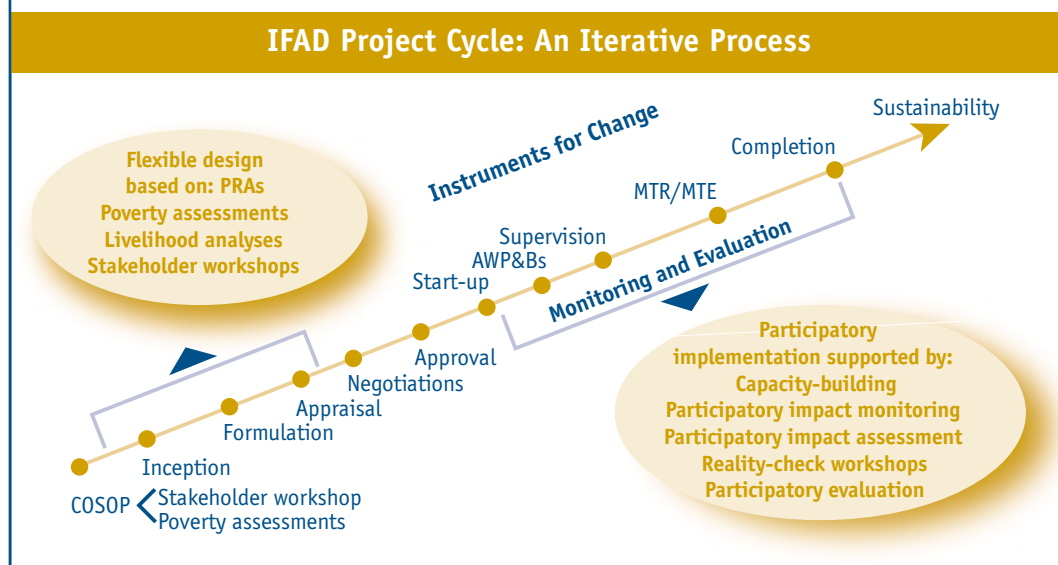 IFAD Project Cycle: An Iterative Process
Flexible design
based on: PRAs
Poverty assessments
Livelihood analyses
Stakeholder workshops
Instruments for Change
Sustainability
Completion
MTR/MTE
Supervision
AWP&Bs
Start-up
Monitoring and Evaluation
Approval
Negotiations
Appraisal
Formulation
Inception
COSOP
Stakeholder workshop
Poverty assessments
Participatory
implementation supported by:
Capacity-building
Participatory impact monitoring
Participatory impact assessment
Reality-check workshops
Participatory evaluation